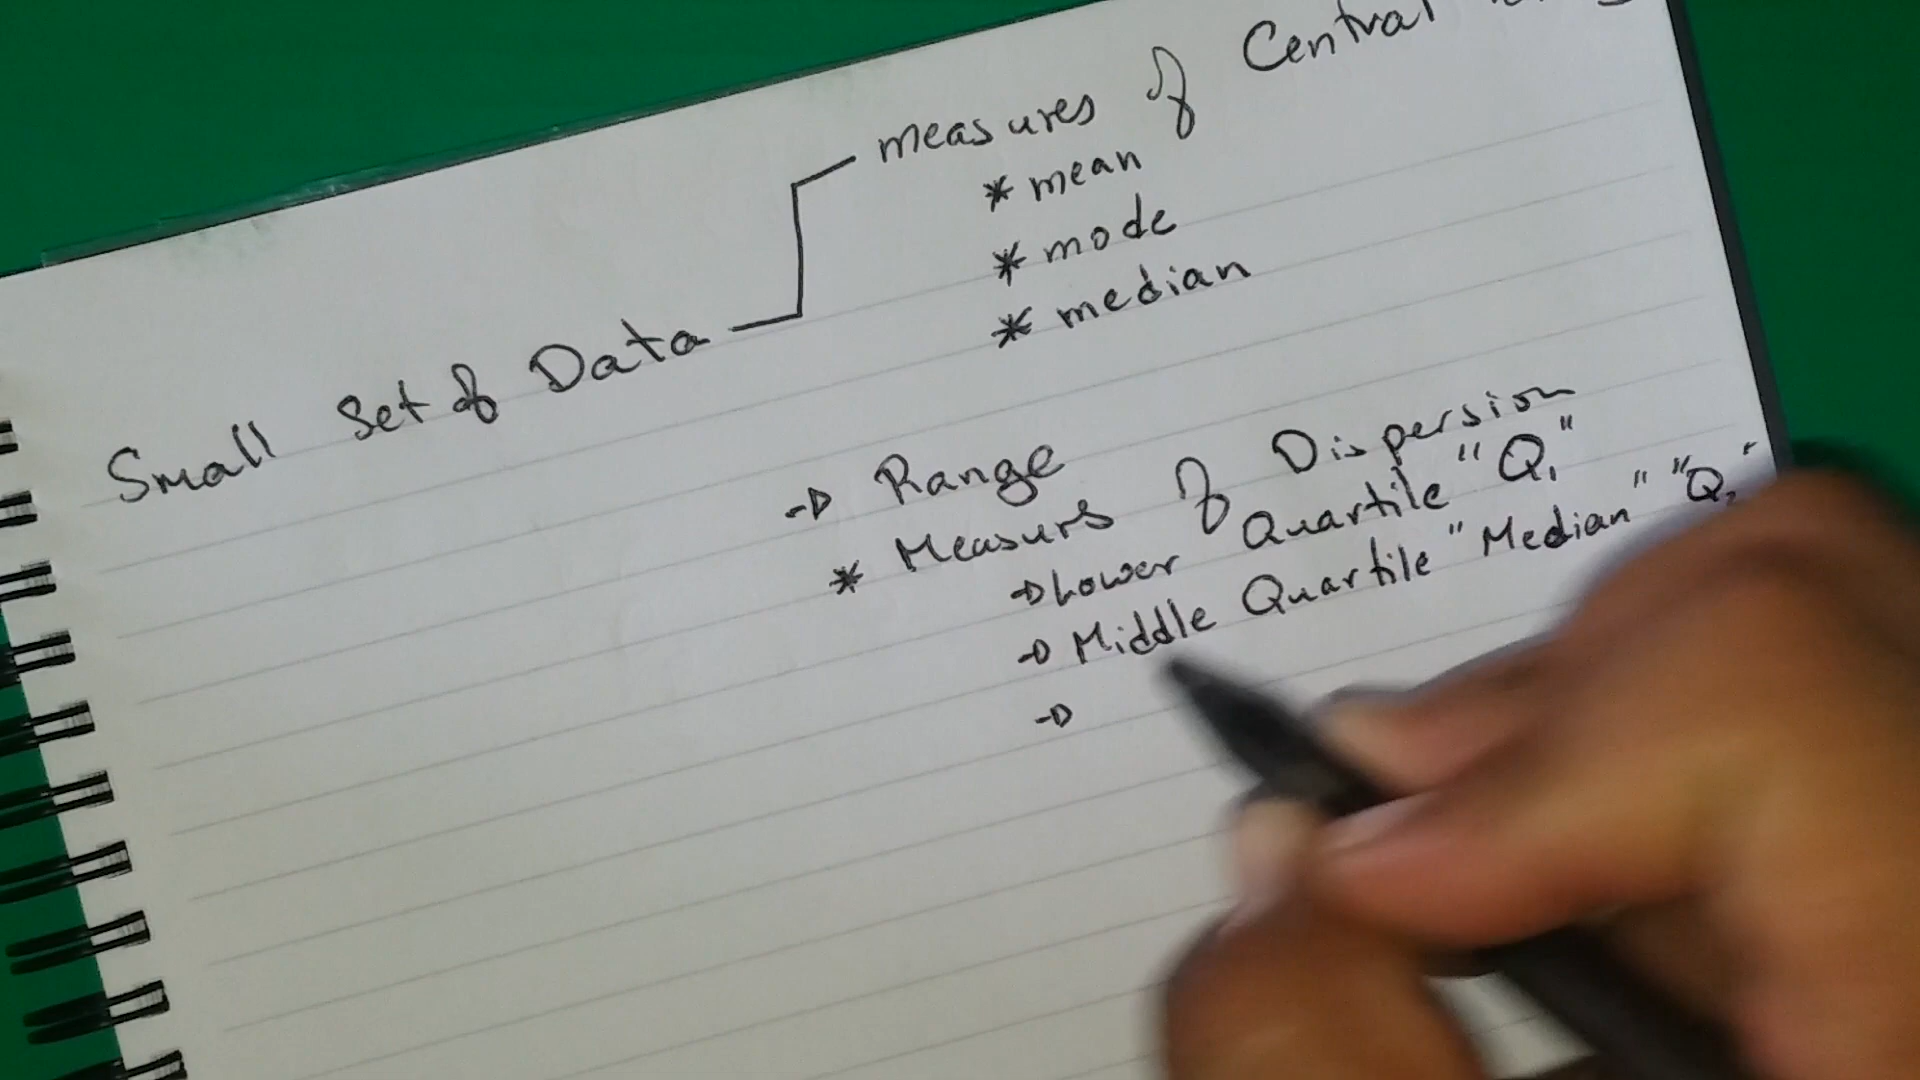 measures of Central
* mean
* mode
* median
Small Set of Data
→ Range
* Measurs of Dispersion
→ Lower Quartile "Q1"
→ Middle Quartile "Median" "Q2"
→